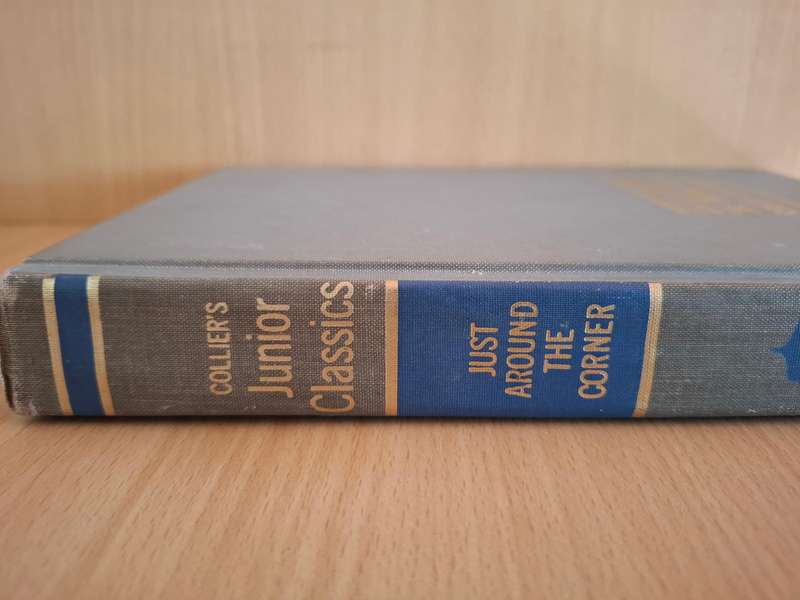 COLLIER'S
Junior
Classics
JUST
AROUND
THE
CORNER